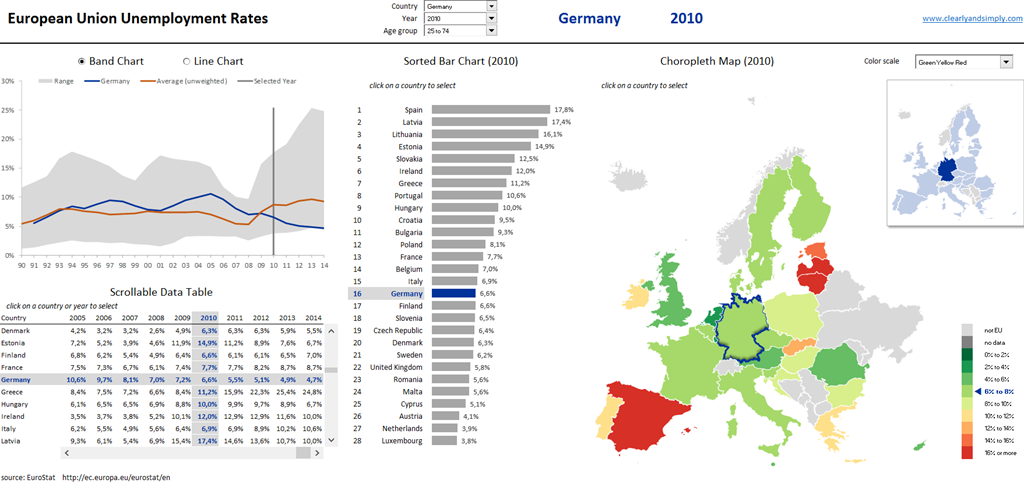 European Union Unemployment Rates
Country Germany
Year 2010
Age group 25 to 74
Germany 2010
www.clearlyandsimply.com
Band Chart Line Chart
Range Germany Average (unweighted) Selected Year
30%
25%
20%
15%
10%
5%
0%
90 91 92 93 94 95 96 97 98 99 00 01 02 03 04 05 06 07 08 09 10 11 12 13 14
Scrollable Data Table
click on a country or year to select
Country 2005 2006 2007 2008 2009 2010 2011 2012 2013 2014
Denmark 4,2% 3,2% 3,2% 2,6% 4,9% 6,3% 6,3% 6,3% 5,9% 5,5%
Estonia 7,2% 5,2% 3,9% 4,6% 11,9% 14,9% 11,2% 8,9% 7,6% 6,7%
Finland 6,8% 6,2% 5,4% 4,9% 6,4% 6,6% 6,1% 6,1% 6,5% 7,0%
France 7,5% 7,3% 6,7% 6,1% 7,4% 7,7% 7,7% 8,2% 8,7% 8,7%
Germany 10,6% 9,7% 8,1% 7,0% 7,2% 6,6% 5,5% 5,1% 4,9% 4,7%
Greece 8,4% 7,5% 7,2% 6,6% 8,4% 11,2% 15,9% 22,3% 25,4% 24,8%
Hungary 6,1% 6,5% 6,5% 6,9% 8,8% 10,0% 9,9% 9,7% 8,9% 6,7%
Ireland 3,5% 3,7% 3,8% 5,2% 10,1% 12,0% 12,9% 12,9% 11,6% 10,0%
Italy 6,2% 5,5% 4,9% 5,6% 6,4% 6,9% 6,9% 8,9% 10,2% 10,6%
Latvia 9,3% 6,1% 5,4% 6,9% 15,4% 17,4% 14,6% 13,6% 10,7% 10,0%
source: EuroStat http://ec.europa.eu/eurostat/en
Sorted Bar Chart (2010)
click on a country to select
1 Spain 17,8%
2 Latvia 17,4%
3 Lithuania 16,1%
4 Estonia 14,9%
5 Slovakia 12,5%
6 Ireland 12,0%
7 Greece 11,2%
8 Portugal 10,6%
9 Hungary 10,0%
10 Croatia 9,5%
11 Bulgaria 9,3%
12 Poland 8,1%
13 France 7,7%
14 Belgium 7,0%
15 Italy 6,9%
16 Germany 6,6%
17 Finland 6,6%
18 Slovenia 6,5%
19 Czech Republic 6,4%
20 Denmark 6,3%
21 Sweden 6,2%
22 United Kingdom 5,8%
23 Romania 5,6%
24 Malta 5,6%
25 Cyprus 5,1%
26 Austria 4,1%
27 Netherlands 3,9%
28 Luxembourg 3,8%
Choropleth Map (2010)
click on a country to select
Color scale Green Yellow Red
not EU
no data
0% to 2%
2% to 4%
4% to 6%
6% to 8%
8% to 10%
10% to 12%
12% to 14%
14% to 16%
16% or more